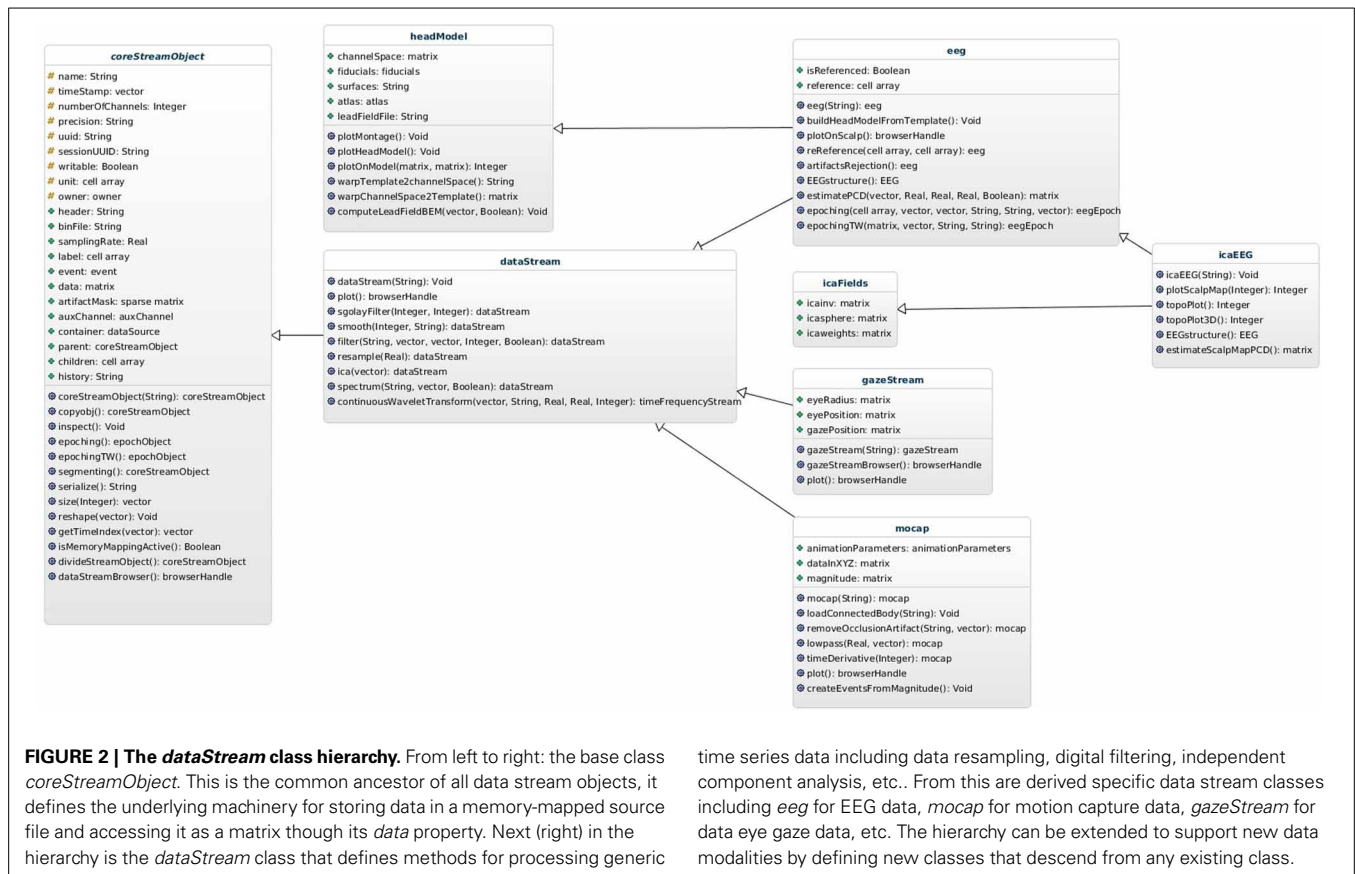 coreStreamObject
# name: String
# timeStamp: vector
# numberOfChannels: Integer
# precision: String
# uuid: String
# sessionUUID: String
# writable: Boolean
# unit: cell array
# owner: owner
header: String
binFile: String
samplingRate: Real
label: cell array
event: event
data: matrix
artifactMask: sparse matrix
auxChannel: auxChannel
container: dataSource
parent: coreStreamObject
children: cell array
history: String
coreStreamObject(String): coreStreamObject
copyobj(): coreStreamObject
inspect(): Void
epoching(): epochObject
epochingTW(): epochObject
segmenting(): coreStreamObject
serialize(): String
size(Integer): vector
reshape(vector): Void
getTimeIndex(vector): vector
isMemoryMappingActive(): Boolean
divideStreamObject(): coreStreamObject
dataStreamBrowser(): browserHandle
headModel
channelSpace: matrix
fiducials: fiducials
surfaces: String
atlas: atlas
leadFieldFile: String
plotMontage(): Void
plotHeadModel(): Void
plotOnModel(matrix, matrix): Integer
warpTemplate2channelSpace(): String
warpChannelSpace2Template(): matrix
computeLeadFieldBEM(vector, Boolean): Void
dataStream
dataStream(String): Void
plot(): browserHandle
sgolayFilter(Integer, Integer): dataStream
smooth(Integer, String): dataStream
filter(String, vector, vector, Integer, Boolean): dataStream
resample(Real): dataStream
ica(vector): dataStream
spectrum(String, vector, Boolean): dataStream
continuousWaveletTransform(vector, String, Real, Real, Integer): timeFrequencyStream
eeg
isReferenced: Boolean
reference: cell array
eeg(String): eeg
buildHeadModelFromTemplate(): Void
plotOnScalp(): browserHandle
reReference(cell array, cell array): eeg
artifactsRejection(): eeg
EEGstructure(): EEG
estimatePCD(vector, Real, Real, Real, Boolean): matrix
epoching(cell array, vector, vector, String, String, vector): eegEpoch
epochingTW(matrix, vector, String, String): eegEpoch
icaFields
icainv: matrix
icasphere: matrix
icaweights: matrix
icaEEG
icaEEG(String): Void
plotScalpMap(Integer): Integer
topoPlot(): Integer
topoPlot3D(): Integer
EEGstructure(): EEG
estimateScalpMapPCD(): matrix
gazeStream
eyeRadius: matrix
eyePosition: matrix
gazePosition: matrix
gazeStream(String): gazeStream
gazeStreamBrowser(): browserHandle
plot(): browserHandle
mocap
animationParameters: animationParameters
dataInXYZ: matrix
magnitude: matrix
mocap(String): mocap
loadConnectedBody(String): Void
removeOcclusionArtifact(String, vector): mocap
lowpass(Real, vector): mocap
timeDerivative(Integer): mocap
plot(): browserHandle
createEventsFromMagnitude(): Void
FIGURE 2 | The dataStream class hierarchy. From left to right: the base class
coreStreamObject. This is the common ancestor of all data stream objects, it
defines the underlying machinery for storing data in a memory-mapped source
file and accessing it as a matrix though its data property. Next (right) in the
hierarchy is the dataStream class that defines methods for processing generic
time series data including data resampling, digital filtering, independent
component analysis, etc.. From this are derived specific data stream classes
including eeg for EEG data, mocap for motion capture data, gazeStream for
data eye gaze data, etc. The hierarchy can be extended to support new data
modalities by defining new classes that descend from any existing class.